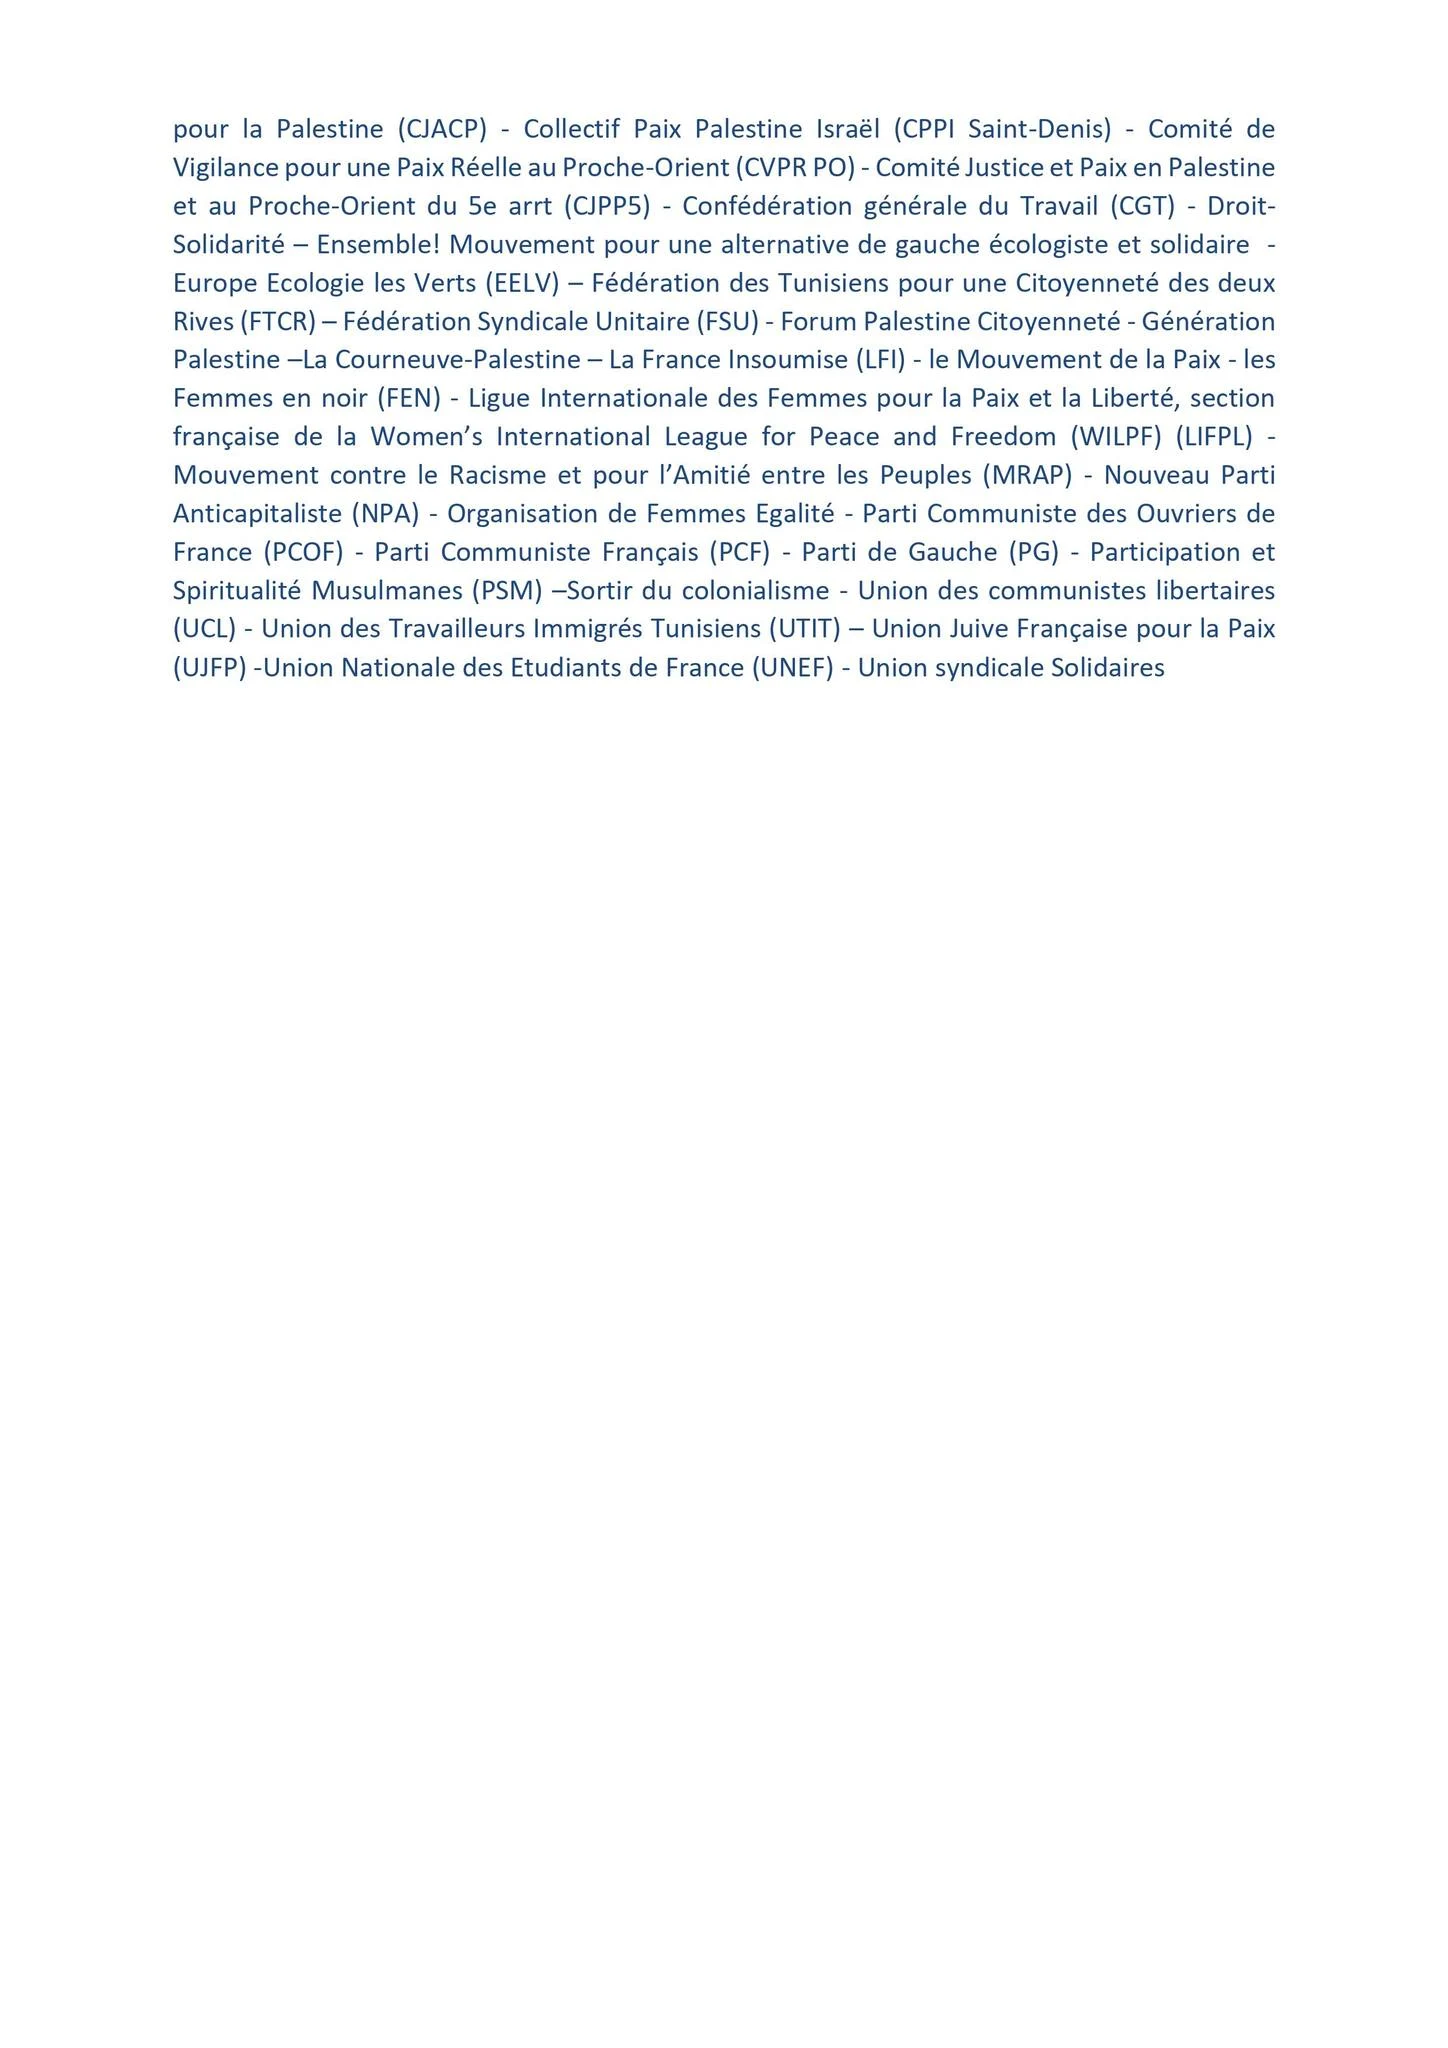 pour la Palestine (CJACP) - Collectif Paix Palestine Israël (CPPI Saint-Denis) - Comité de
Vigilance pour une Paix Réelle au Proche-Orient (CVPR PO) - Comité Justice et Paix en Palestine
et au Proche-Orient du 5e arrt (CJPP5) - Confédération générale du Travail (CGT) - Droit-
Solidarité – Ensemble! Mouvement pour une alternative de gauche écologiste et solidaire -
Europe Ecologie les Verts (EELV) – Fédération des Tunisiens pour une Citoyenneté des deux
Rives (FTCR) – Fédération Syndicale Unitaire (FSU) - Forum Palestine Citoyenneté - Génération
Palestine –La Courneuve-Palestine – La France Insoumise (LFI) - le Mouvement de la Paix - les
Femmes en noir (FEN) - Ligue Internationale des Femmes pour la Paix et la Liberté, section
française de la Women’s International League for Peace and Freedom (WILPF) (LIFPL) -
Mouvement contre le Racisme et pour l’Amitié entre les Peuples (MRAP) - Nouveau Parti
Anticapitaliste (NPA) - Organisation de Femmes Egalité - Parti Communiste des Ouvriers de
France (PCOF) - Parti Communiste Français (PCF) - Parti de Gauche (PG) - Participation et
Spiritualité Musulmanes (PSM) –Sortir du colonialisme - Union des communistes libertaires
(UCL) - Union des Travailleurs Immigrés Tunisiens (UTIT) – Union Juive Française pour la Paix
(UJFP) -Union Nationale des Etudiants de France (UNEF) - Union syndicale Solidaires